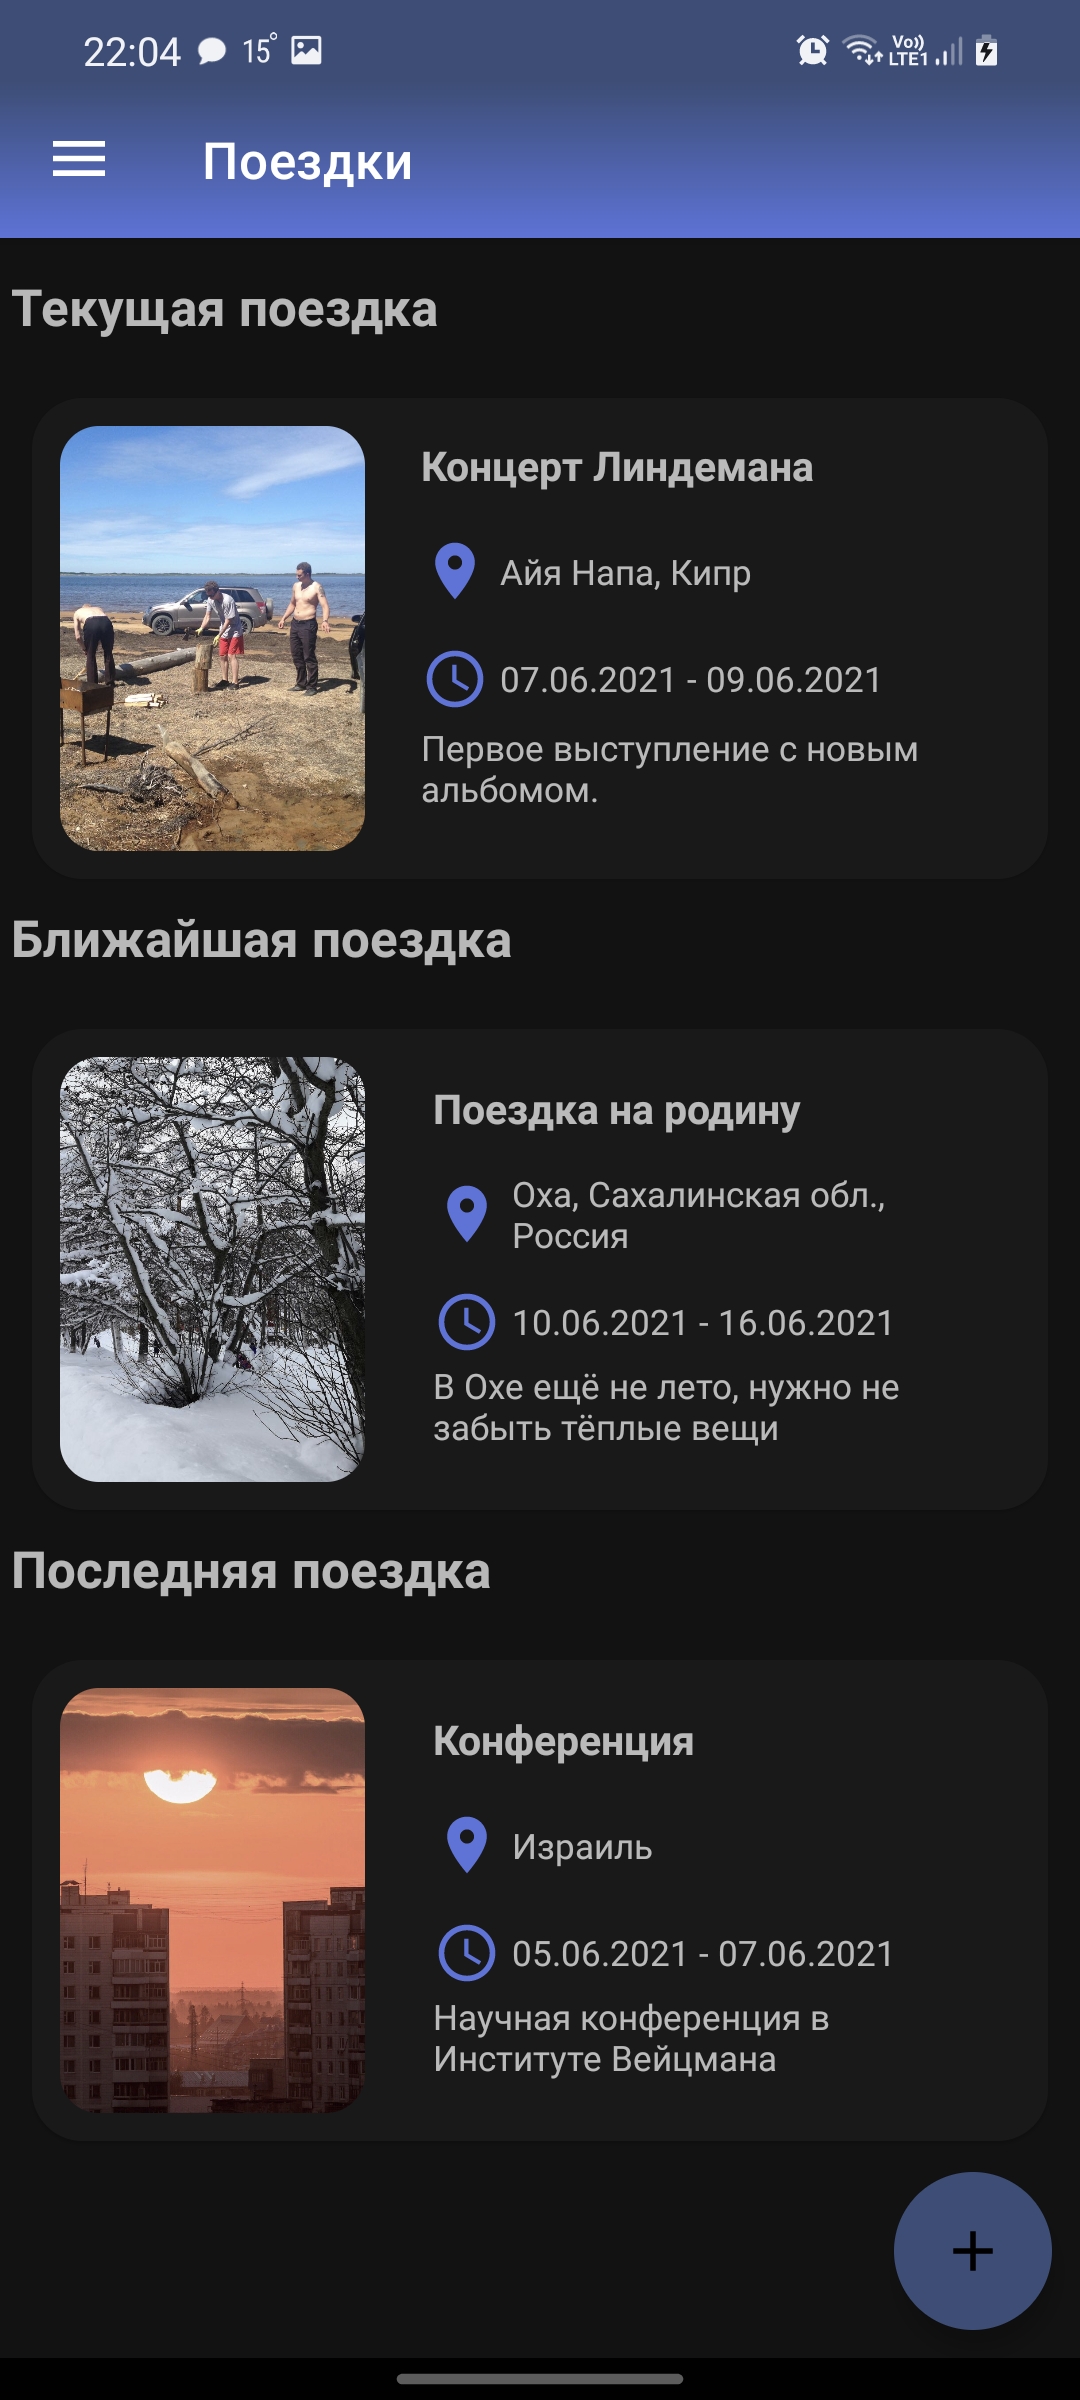 22:04 15° Vo)) LTE1
Поездки
Текущая поездка
Концерт Линдемана
Айя Напа, Кипр
07.06.2021 - 09.06.2021
Первое выступление с новым
альбомом.
Ближайшая поездка
Поездка на родину
Оха, Сахалинская обл.,
Россия
10.06.2021 - 16.06.2021
В Охе ещё не лето, нужно не
забыть тёплые вещи
Последняя поездка
Конференция
Израиль
05.06.2021 - 07.06.2021
Научная конференция в
Институте Вейцмана